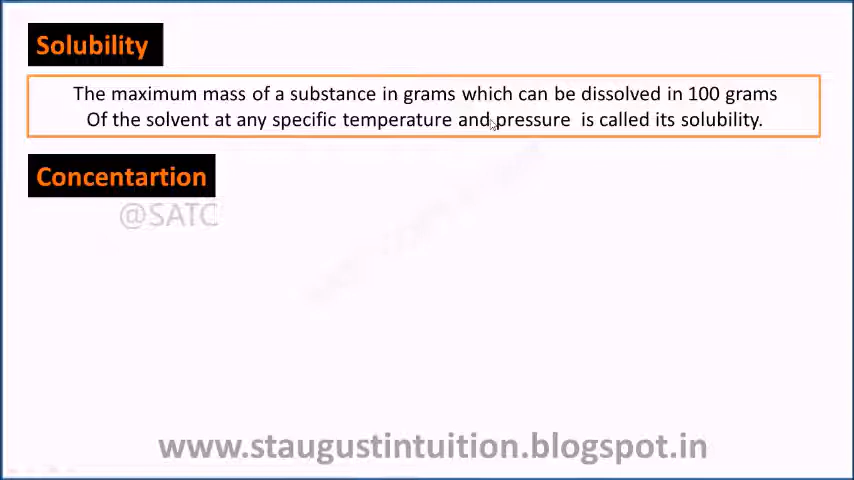 Solubility
The maximum mass of a substance in grams which can be dissolved in 100 grams
Of the solvent at any specific temperature and pressure is called its solubility.
Concentartion
@SATC
www.staugustintuition.blogspot.in